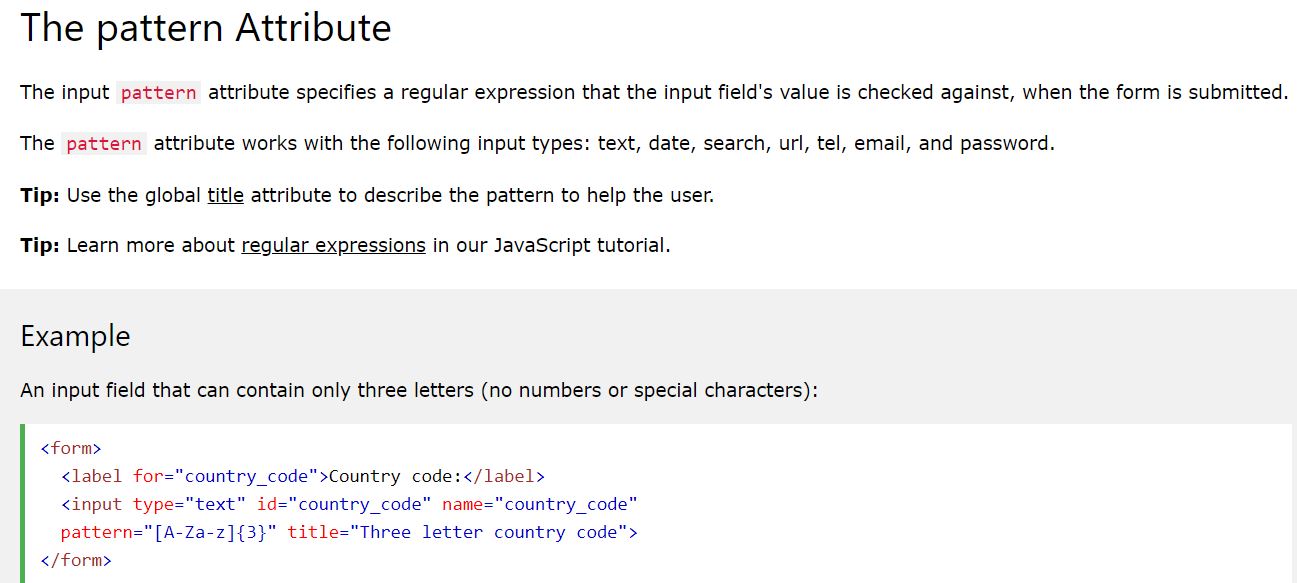 The pattern Attribute
The input pattern attribute specifies a regular expression that the input field's value is checked against, when the form is submitted.
The pattern attribute works with the following input types: text, date, search, url, tel, email, and password.
Tip: Use the global title attribute to describe the pattern to help the user.
Tip: Learn more about regular expressions in our JavaScript tutorial.
Example
An input field that can contain only three letters (no numbers or special characters):
<form>
  <label for="country_code">Country code:</label>
  <input type="text" id="country_code" name="country_code"
  pattern="[A-Za-z]{3}" title="Three letter country code">
</form>